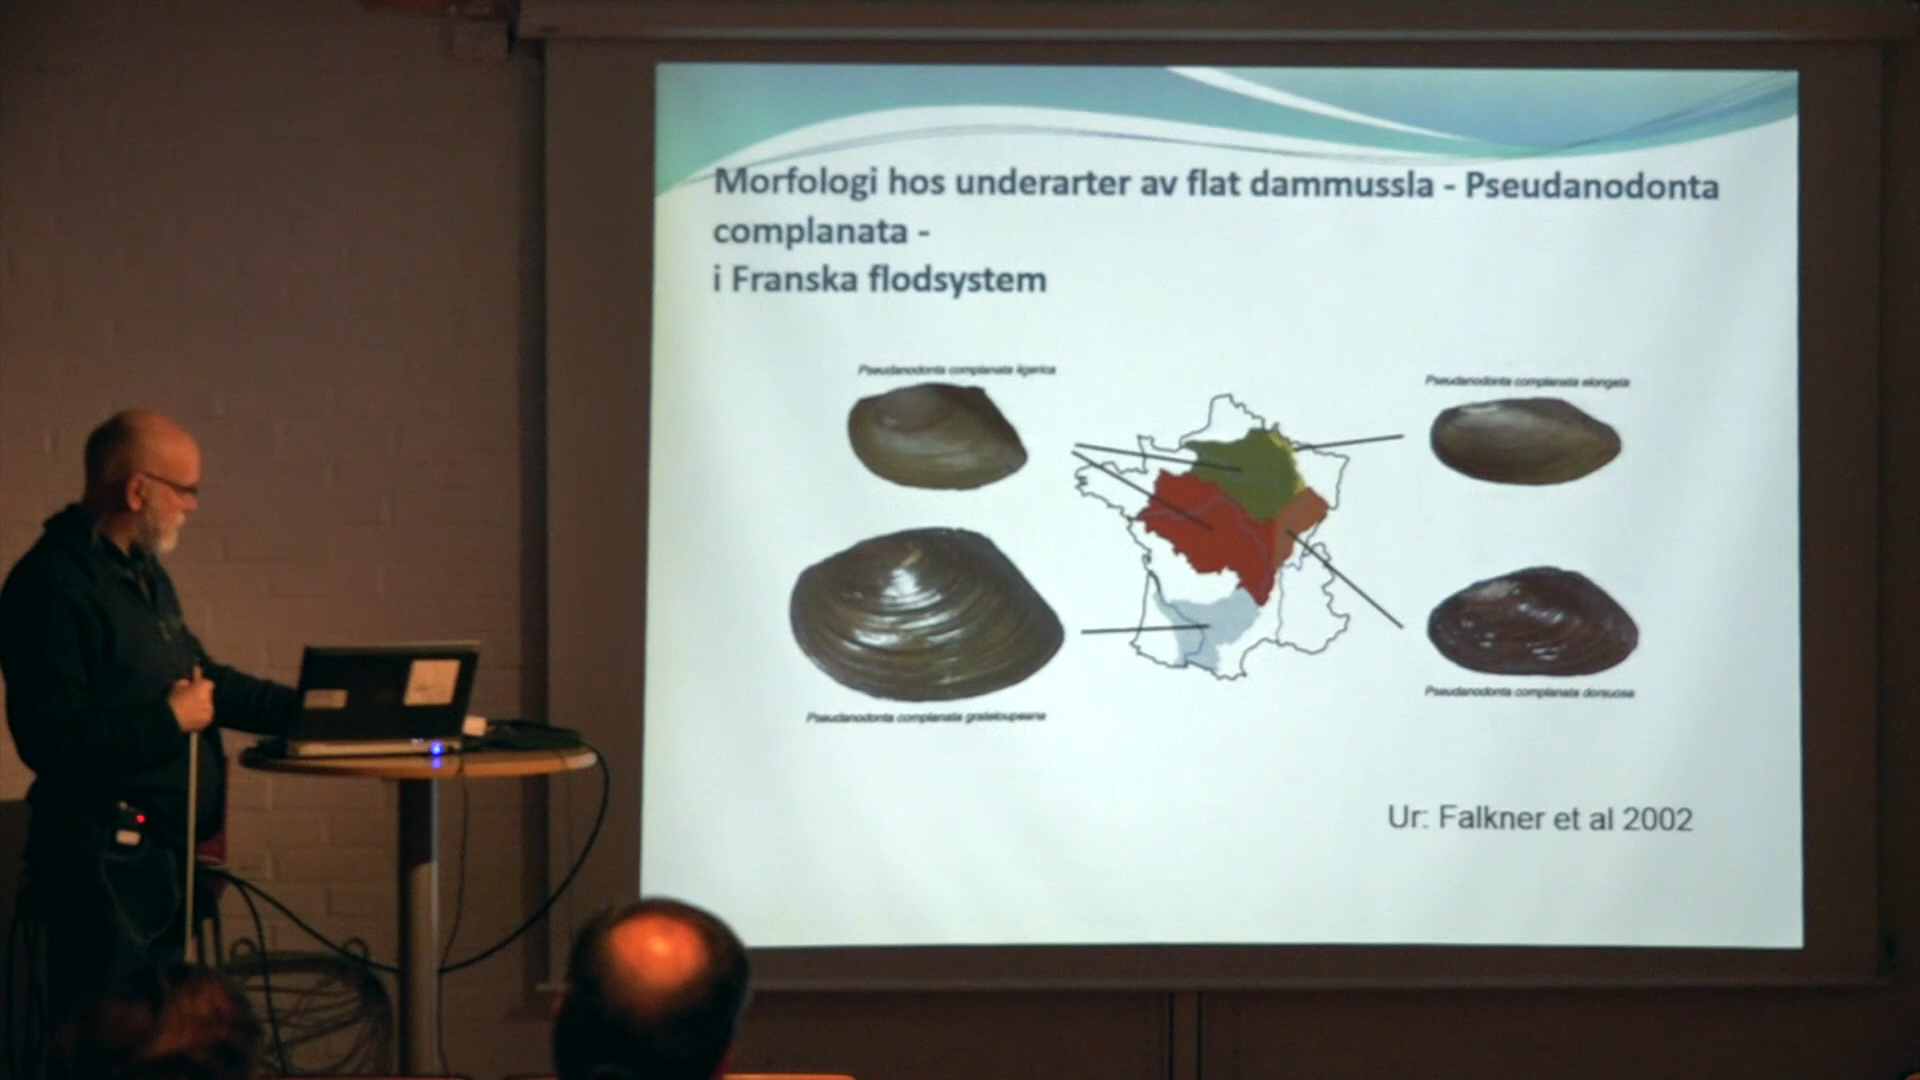 Morfologi hos underarter av flat dammussla - Pseudanodonta
complanata -
i Franska flodsystem
Pseudanodonta complanata ligerica
Pseudanodonta complanata elongata
Pseudanodonta complanata dorsuosa
Pseudanodonta complanata grateloupeana
Ur: Falkner et al 2002